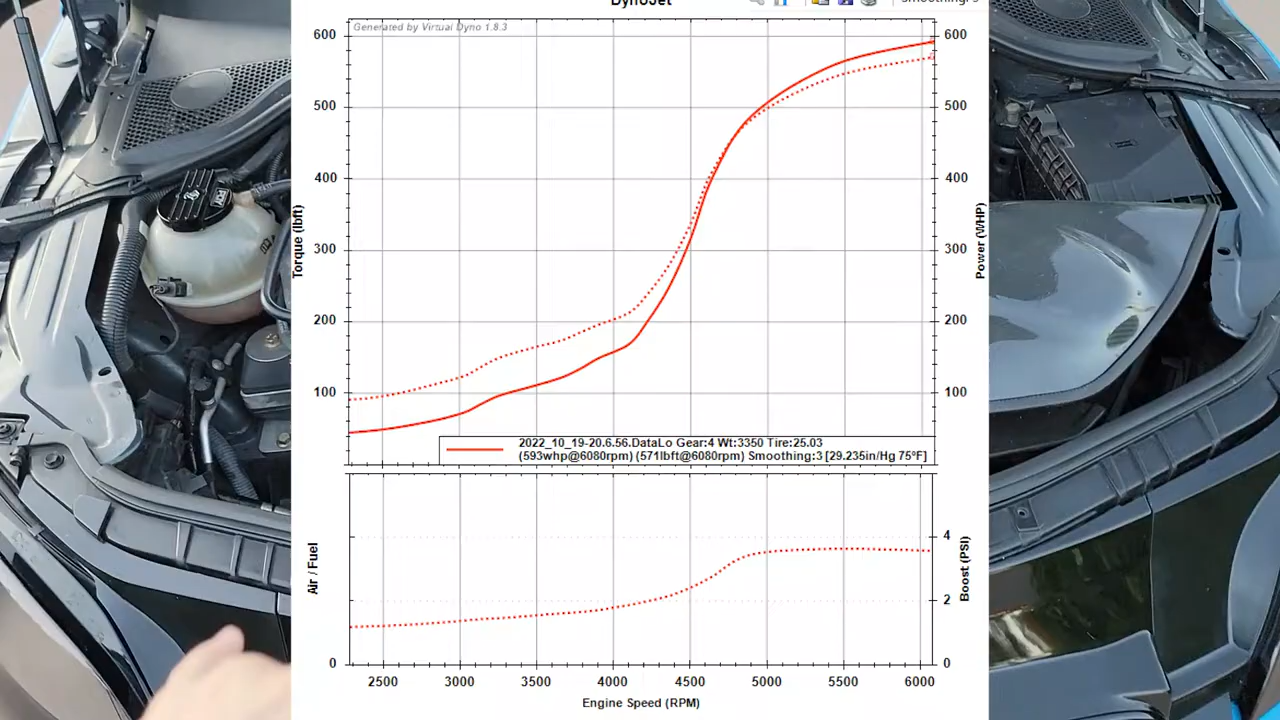 DynoJet
Smoothing: 5
Generated by Virtual Dyno 1.8.3
600
500
400
300
200
100
Torque (lbft)
600
500
400
300
200
100
Power (WHP)
2022_10_19-20.6.56.DataLo Gear:4 Wt:3350 Tire:25.03
(593whp@6080rpm) (571lbft@6080rpm) Smoothing:3 [29.235in/Hg 75°F]
Air / Fuel
0
4
2
0
Boost (PSI)
2500 3000 3500 4000 4500 5000 5500 6000
Engine Speed (RPM)